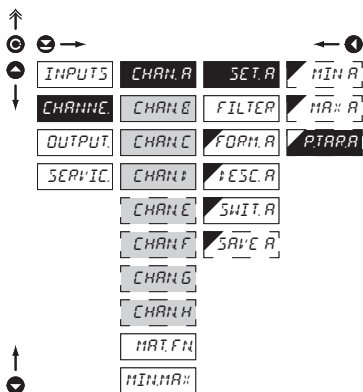 INPUTS CHAN. A SET. A MIN A
CHANNE. CHAN. B FILTER MAX A
OUTPUT. CHAN. C FORM. A P.TAR.A
SERVIC. CHAN. D DESC. A
CHAN. E SWIT. A
CHAN. F SAVE A
CHAN. G
CHAN. H
MAT. FN.
MIN.MAX